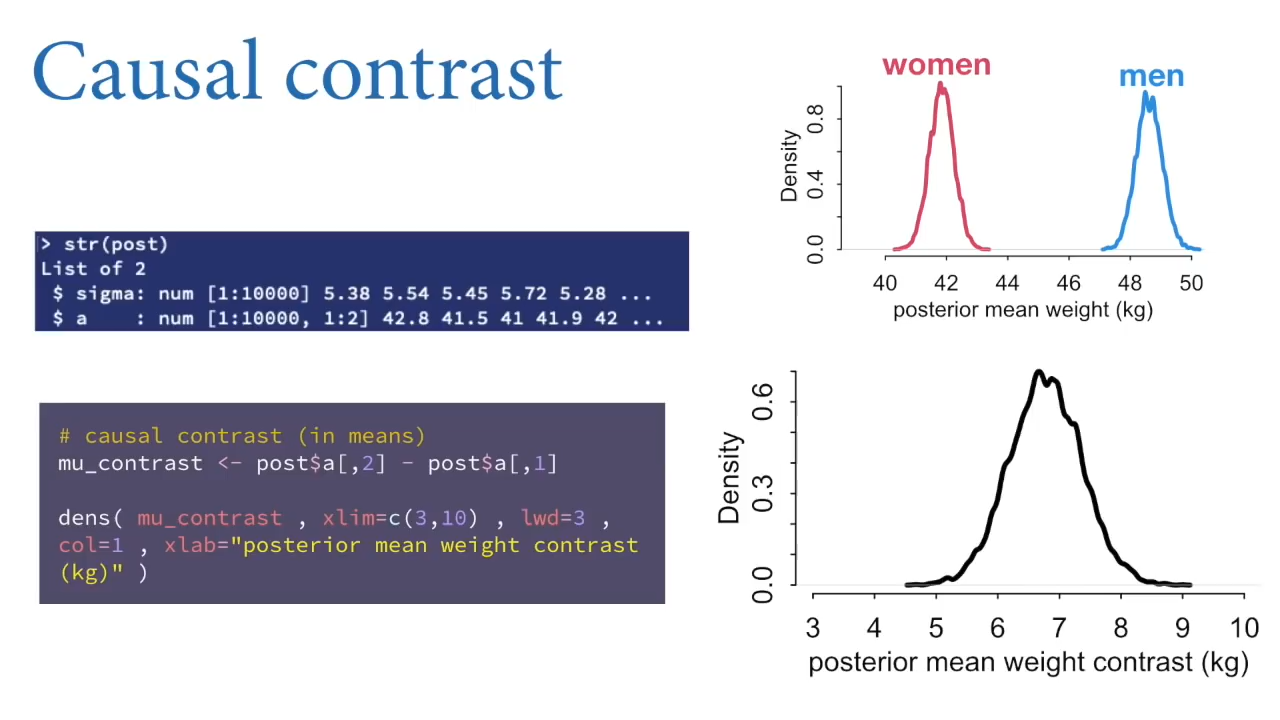 Causal contrast
> str(post)
List of 2
$ sigma: num [1:10000] 5.38 5.54 5.45 5.72 5.28 ...
$ a     : num [1:10000, 1:2] 42.8 41.5 41 41.9 42 ...
# causal contrast (in means)
mu_contrast <- post$a[,2] - post$a[,1]
dens( mu_contrast , xlim=c(3,10) , lwd=3 ,
col=1 , xlab="posterior mean weight contrast
(kg)" )
women
men
Density
0.0 0.4 0.8
40 42 44 46 48 50
posterior mean weight (kg)
Density
0.0 0.3 0.6
3 4 5 6 7 8 9 10
posterior mean weight contrast (kg)